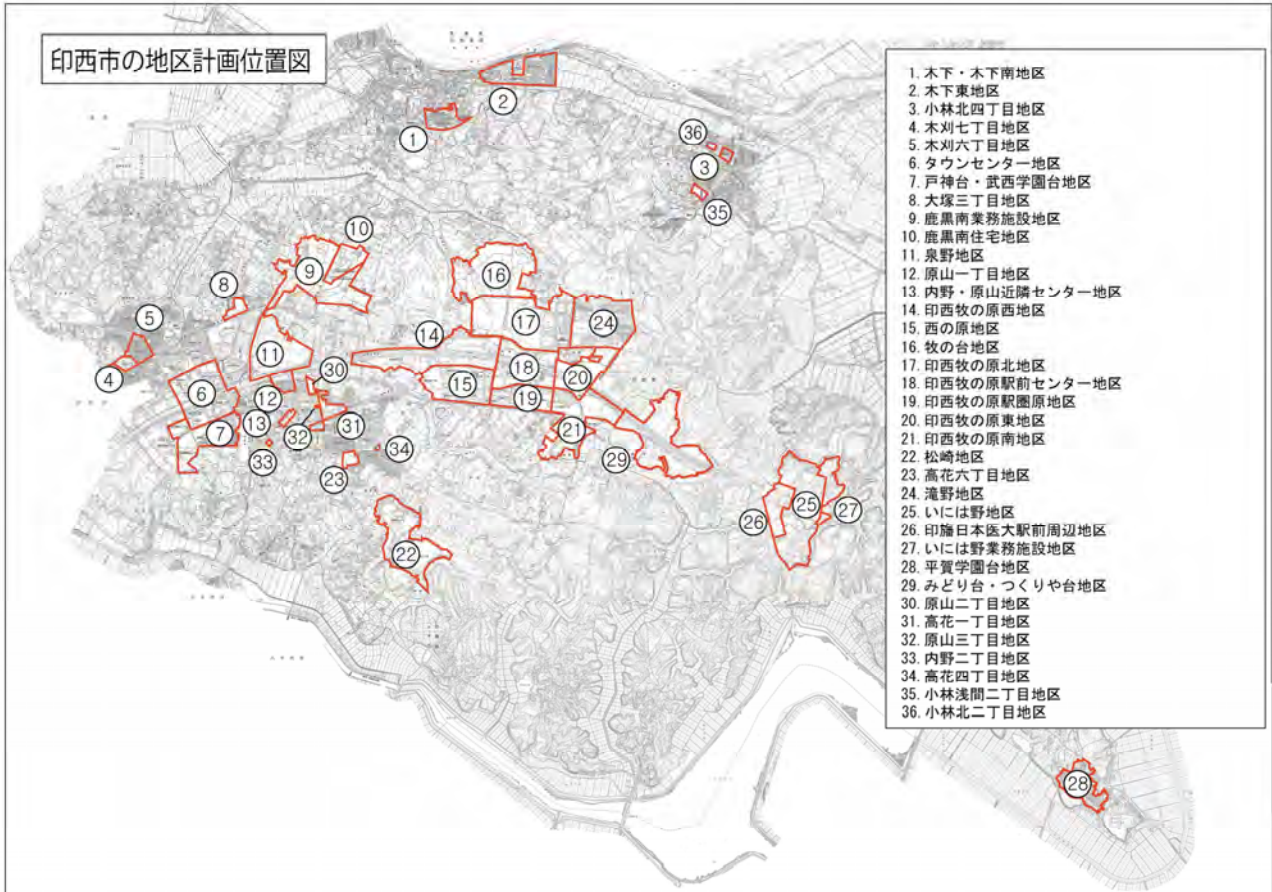 印西市の地区計画位置図
1. 木下・木下南地区
2. 木下東地区
3. 小林北四丁目地区
4. 木刈七丁目地区
5. 木刈六丁目地区
6. タウンセンター地区
7. 戸神台・武西学園台地区
8. 大塚三丁目地区
9. 鹿黒南業務施設地区
10. 鹿黒南住宅地区
11. 泉野地区
12. 原山一丁目地区
13. 内野・原山近隣センター地区
14. 印西牧の原西地区
15. 西の原地区
16. 牧の台地区
17. 印西牧の原北地区
18. 印西牧の原駅前センター地区
19. 印西牧の原駅圏原地区
20. 印西牧の原東地区
21. 印西牧の原南地区
22. 松崎地区
23. 高花六丁目地区
24. 滝野地区
25. いには野地区
26. 印旛日本医大駅前周辺地区
27. いには野業務施設地区
28. 平賀学園台地区
29. みどり台・つくりや台地区
30. 原山二丁目地区
31. 高花一丁目地区
32. 原山三丁目地区
33. 内野二丁目地区
34. 高花四丁目地区
35. 小林浅間二丁目地区
36. 小林北二丁目地区
2
1
36
3
35
10
9
16
8
17
24
5
14
11
18
4
30
20
6
15
12
19
31
13
7
32
21
34
33
29
23
25
27
26
22
28